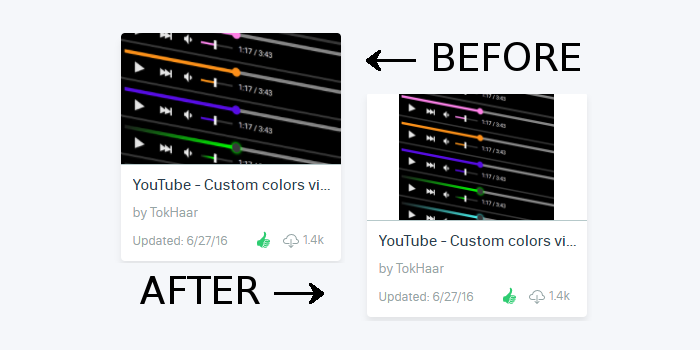 BEFORE
1:17 / 3:43
1:17 / 3:43
1:17 / 3:43
1:17 / 3:43
YouTube - Custom colors vi...
by TokHaar
Updated: 6/27/16 1.4k
AFTER
1:17 / 3:43
1:17 / 3:43
1:17 / 3:43
1:17 / 3:43
YouTube - Custom colors vi...
by TokHaar
Updated: 6/27/16 1.4k